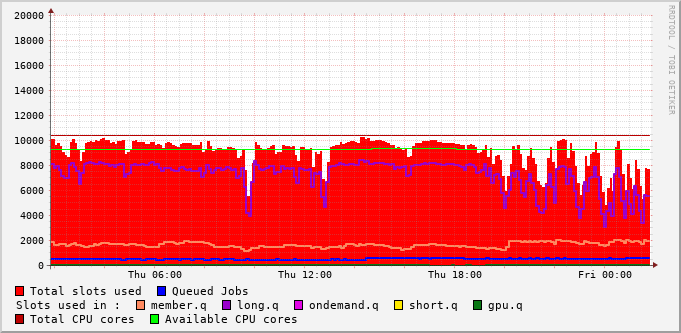 20000
18000
16000
14000
12000
10000
8000
6000
4000
2000
0
Thu 06:00 Thu 12:00 Thu 18:00 Fri 00:00
RRDTOOL / TOBI OETIKER
Total slots used Queued Jobs
Slots used in : member.q long.q ondemand.q short.q gpu.q
Total CPU cores Available CPU cores